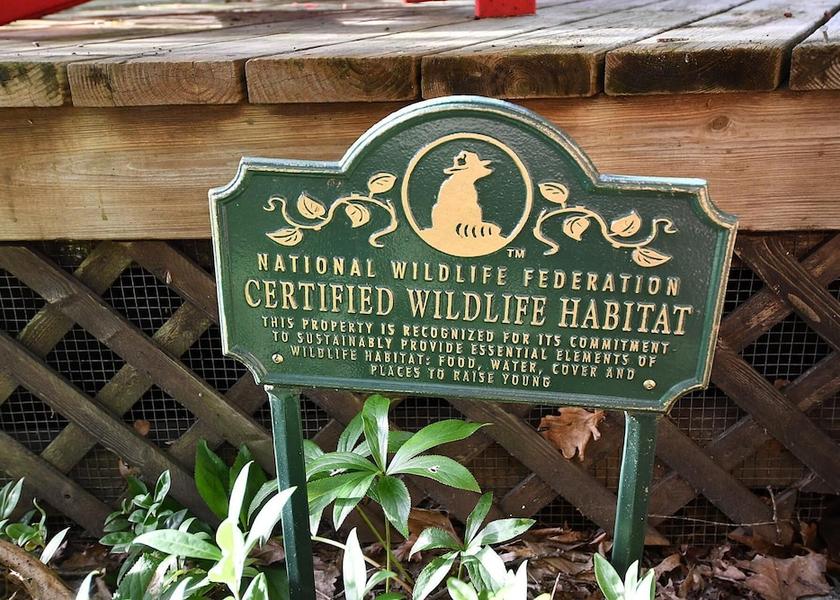 TM
NATIONAL WILDLIFE FEDERATION
CERTIFIED WILDLIFE HABITAT
THIS PROPERTY IS RECOGNIZED FOR ITS COMMITMENT
TO SUSTAINABLY PROVIDE ESSENTIAL ELEMENTS OF
WILDLIFE HABITAT: FOOD, WATER, COVER AND
PLACES TO RAISE YOUNG